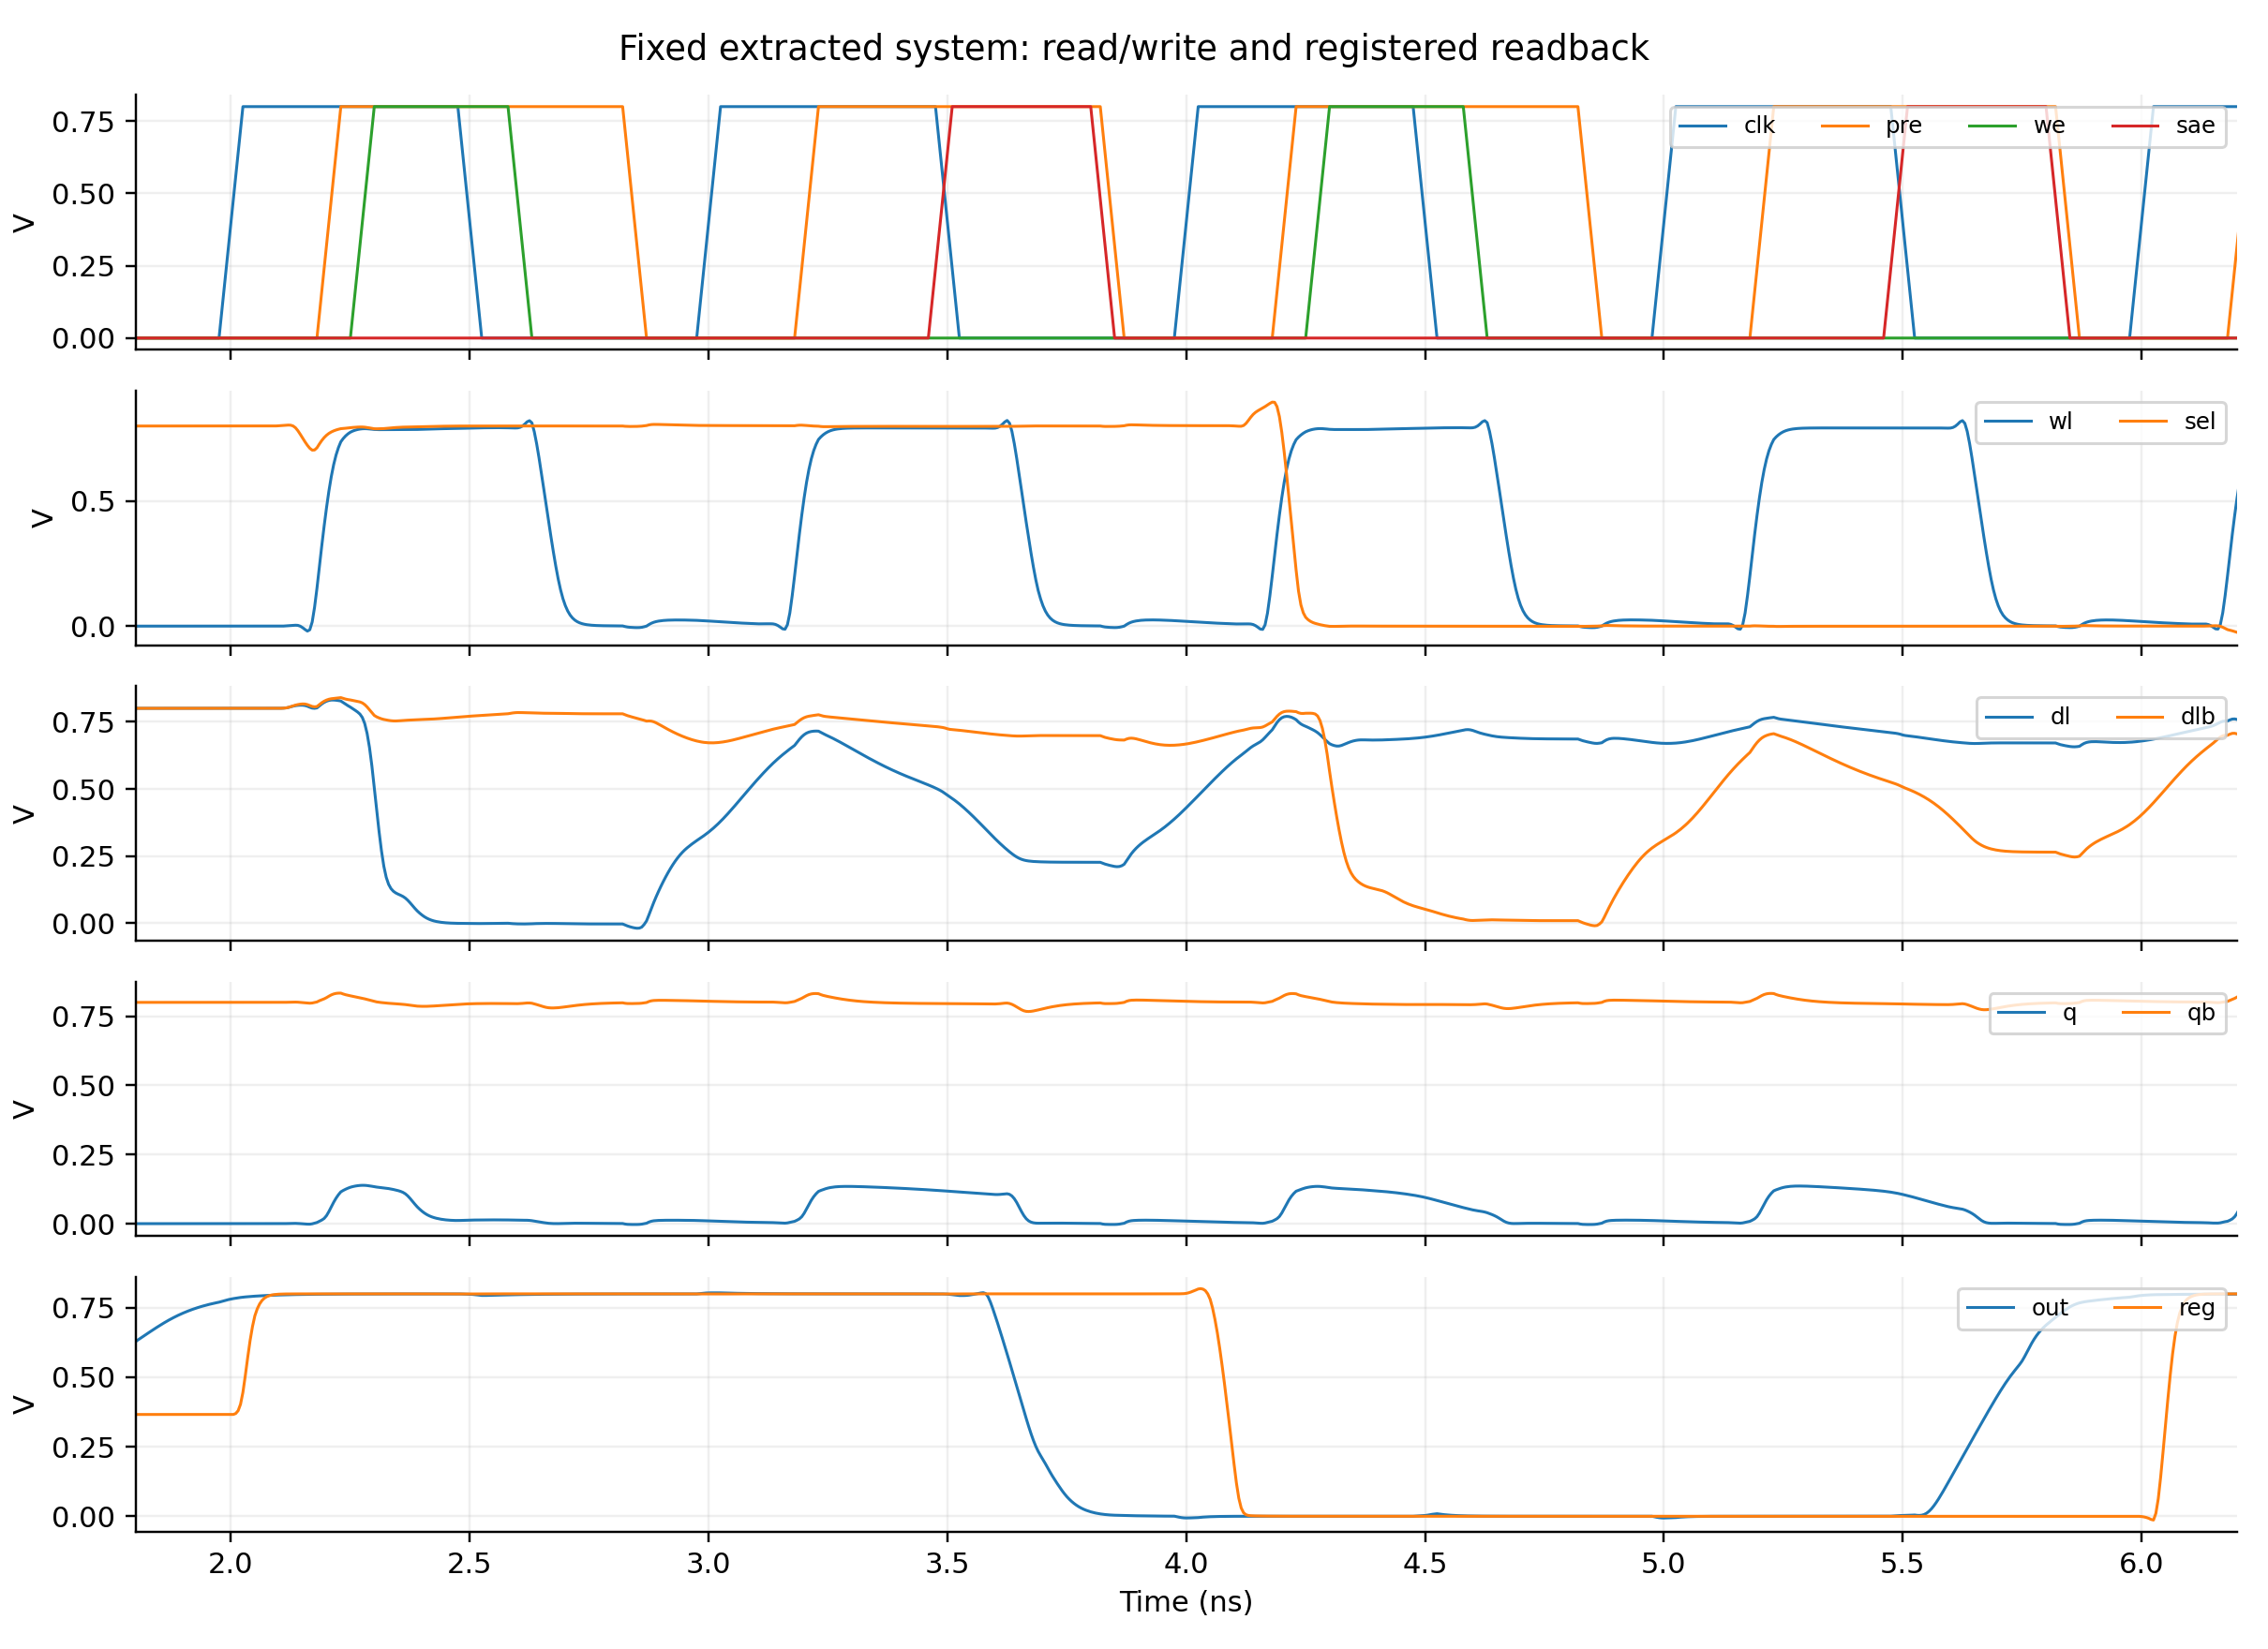 Fixed extracted system: read/write and registered readback
V
0.75
0.50
0.25
0.00
clk pre we sae
V
0.5
0.0
wl sel
V
0.75
0.50
0.25
0.00
dl dlb
V
0.75
0.50
0.25
0.00
q qb
V
0.75
0.50
0.25
0.00
out reg
2.0 2.5 3.0 3.5 4.0 4.5 5.0 5.5 6.0
Time (ns)